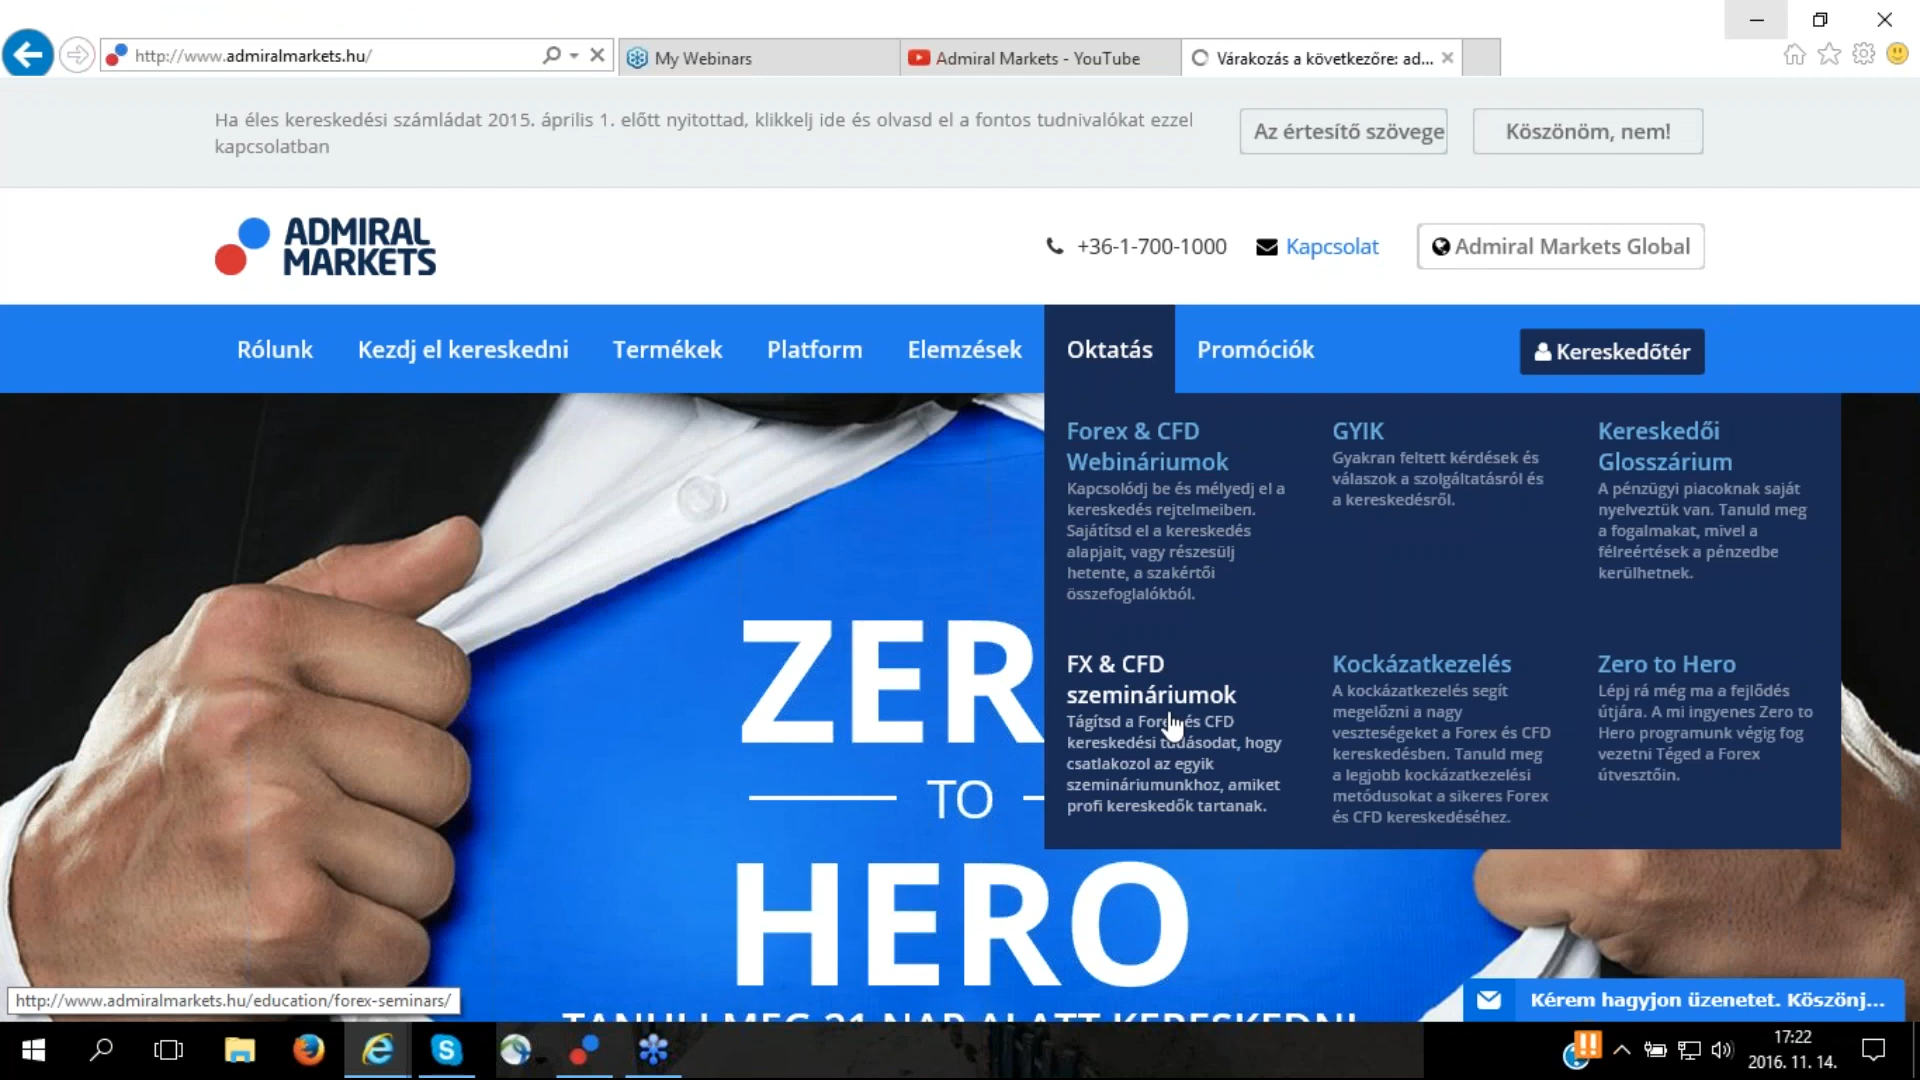 http://www.admiralmarkets.hu/
My Webinars
Admiral Markets - YouTube
Várakozás a következőre: ad...
Ha éles kereskedési számládat 2015. április 1. előtt nyitottad, klikkelj ide és olvasd el a fontos tudnivalókat ezzel
kapcsolatban
Az értesítő szövege
Köszönöm, nem!
ADMIRAL
MARKETS
+36-1-700-1000
Kapcsolat
Admiral Markets Global
Rólunk
Kezdj el kereskedni
Termékek
Platform
Elemzések
Oktatás
Promóciók
Kereskedőtér
Forex & CFD
Webináriumok
Kapcsolódj be és mélyedj el a
kereskedés rejtelmeiben.
Sajátítsd el a kereskedés
alapjait, vagy részesülj
hetente, a szakértői
összefoglalókból.
GYIK
Gyakran feltett kérdések és
válaszok a szolgáltatásról és
a kereskedésről.
Kereskedői
Glosszárium
A pénzügyi piacoknak saját
nyelveztük van. Tanuld meg
a fogalmakat, mivel a
félreértések a pénzedbe
kerülhetnek.
FX & CFD
szemináriumok
Tágítsd a Forex és CFD
kereskedési tudásodat, hogy
csatlakozol az egyik
szemináriumunkhoz, amiket
profi kereskedők tartanak.
Kockázatkezelés
A kockázatkezelés segít
megelőzni a nagy
veszteségeket a Forex és CFD
kereskedésben. Tanuld meg
a legjobb kockázatkezelési
metódusokat a sikeres Forex
és CFD kereskedéséhez.
Zero to Hero
Lépj rá még ma a fejlődés
útjára. A mi ingyenes Zero to
Hero programunk végig fog
vezetni Téged a Forex
útvesztőin.
ZER
TO
HERO
TANULJ MEG 21 NAP ALATT KERESKEDNI
http://www.admiralmarkets.hu/education/forex-seminars/
Kérem hagyjon üzenetet. Köszönj...
17:22
2016. 11. 14.